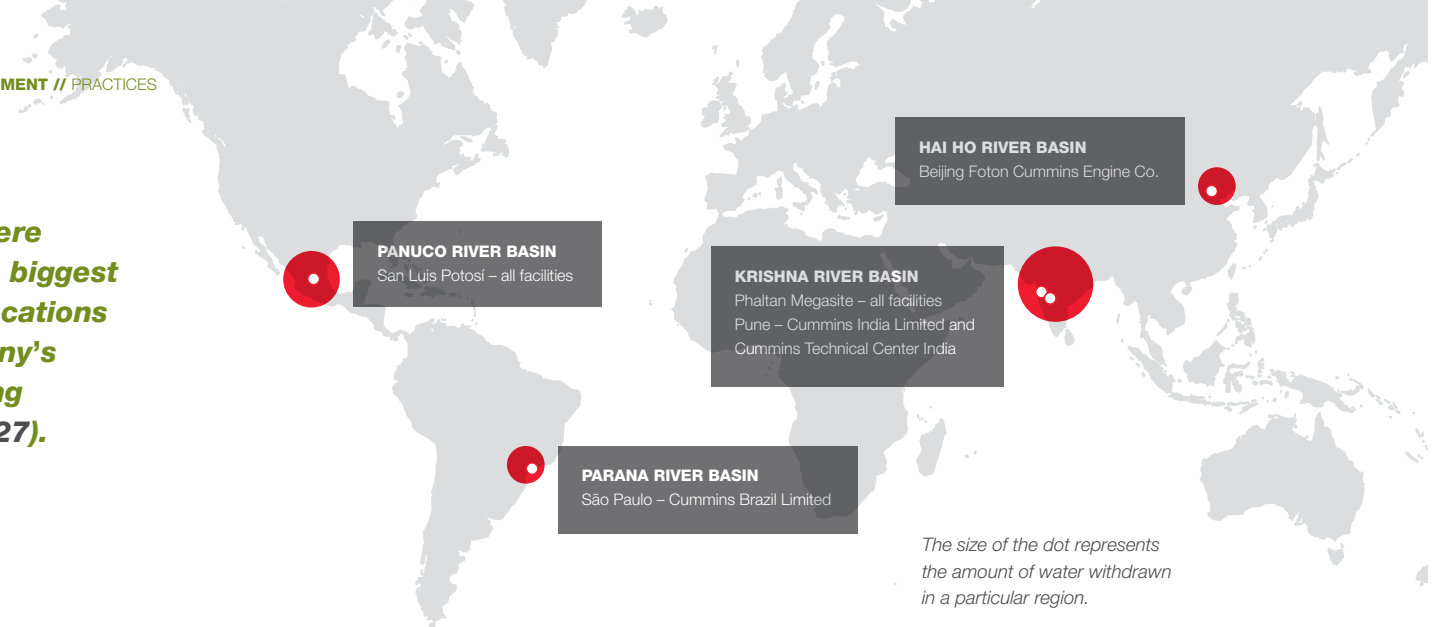 MENT // PRACTICES
ere
biggest
cations
ny's
ng
27).
HAI HO RIVER BASIN
Beijing Foton Cummins Engine Co.
PANUCO RIVER BASIN
San Luis Potosí – all facilities
KRISHNA RIVER BASIN
Phaltan Megasite – all facilities
Pune – Cummins India Limited and
Cummins Technical Center India
PARANA RIVER BASIN
São Paulo – Cummins Brazil Limited
The size of the dot represents
the amount of water withdrawn
in a particular region.